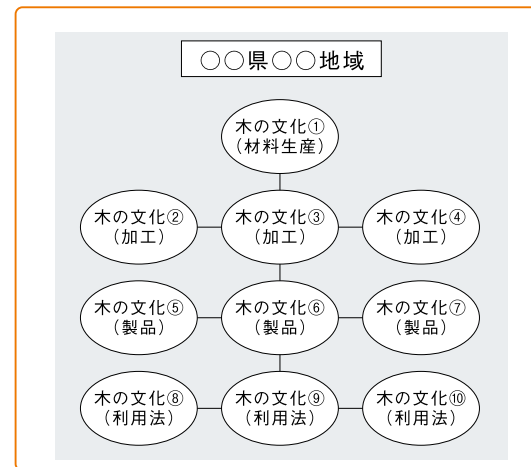 ○○県○○地域
木の文化①
(材料生産)
木の文化②
(加工)
木の文化③
(加工)
木の文化④
(加工)
木の文化⑤
(製品)
木の文化⑥
(製品)
木の文化⑦
(製品)
木の文化⑧
(利用法)
木の文化⑨
(利用法)
木の文化⑩
(利用法)